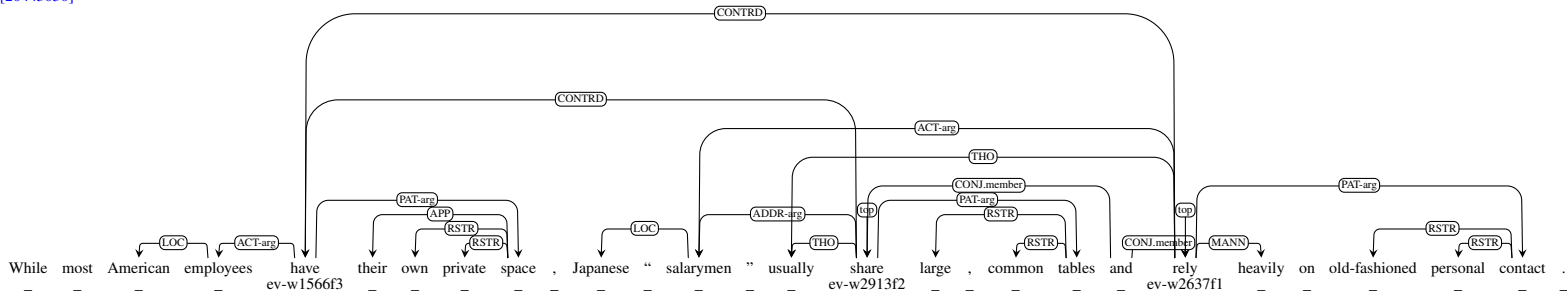 CONTRD
CONTRD
ACT-arg
THO
CONJ.member PAT-arg
PAT-arg PAT-arg
APP ADDR-arg top RSTR top
RSTR LOC RSTR
LOC ACT-arg RSTR THO RSTR CONJ.member MANN RSTR
While most American employees have their own private space , Japanese “ salarymen ” usually share large , common tables and rely heavily on old-fashioned personal contact .
ev-w1566f3 ev-w2913f2 ev-w2637f1